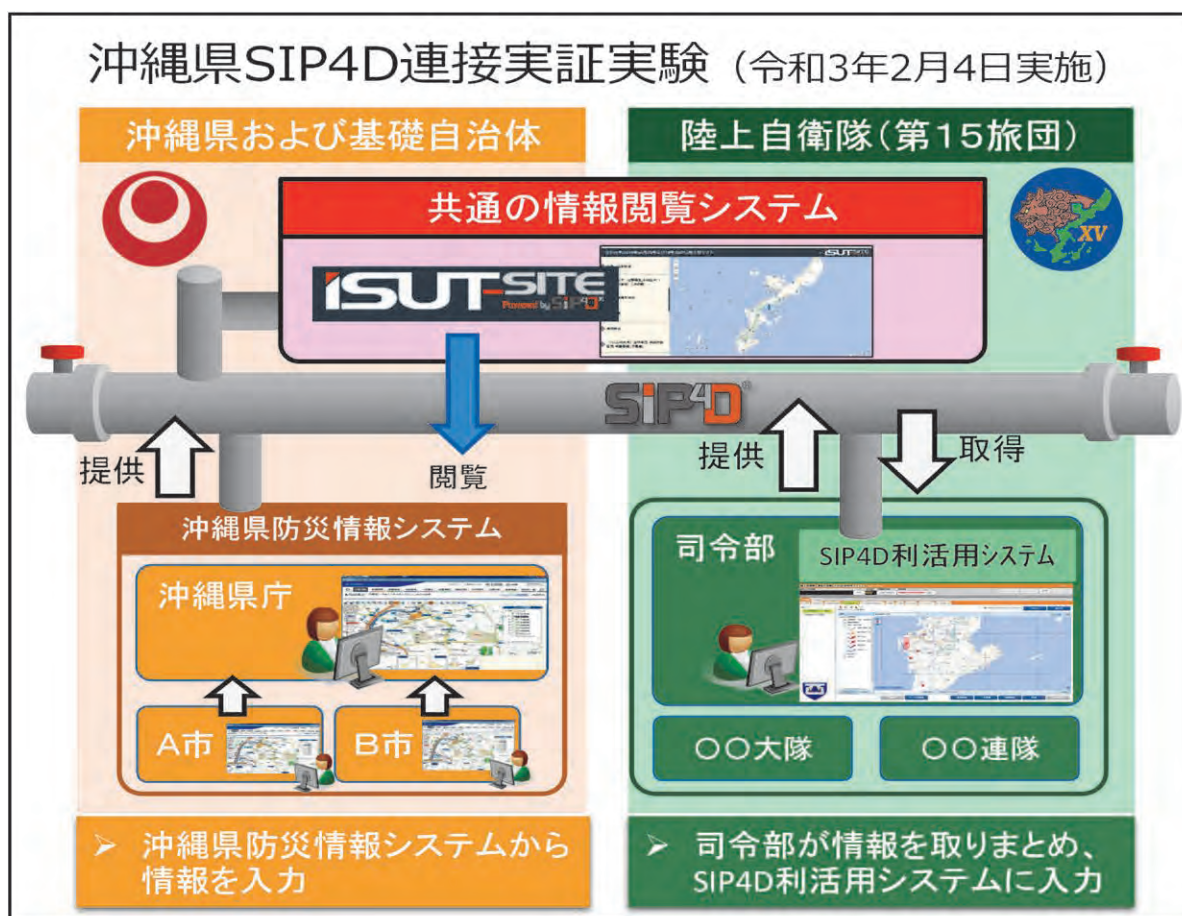 沖縄県SIP4D連接実証実験（令和3年2月4日実施）
沖縄県および基礎自治体
陸上自衛隊（第15旅団）
共通の情報閲覧システム
XV
iSUT-SITE
Powered by SIP4D
iSUT-SITE
SIP4D®
提供
閲覧
提供
取得
沖縄県防災情報システム
沖縄県庁
A市
B市
司令部
SIP4D利活用システム
〇〇大隊
〇〇連隊
➢ 沖縄県防災情報システムから
情報を入力
➢ 司令部が情報を取りまとめ、
SIP4D利活用システムに入力